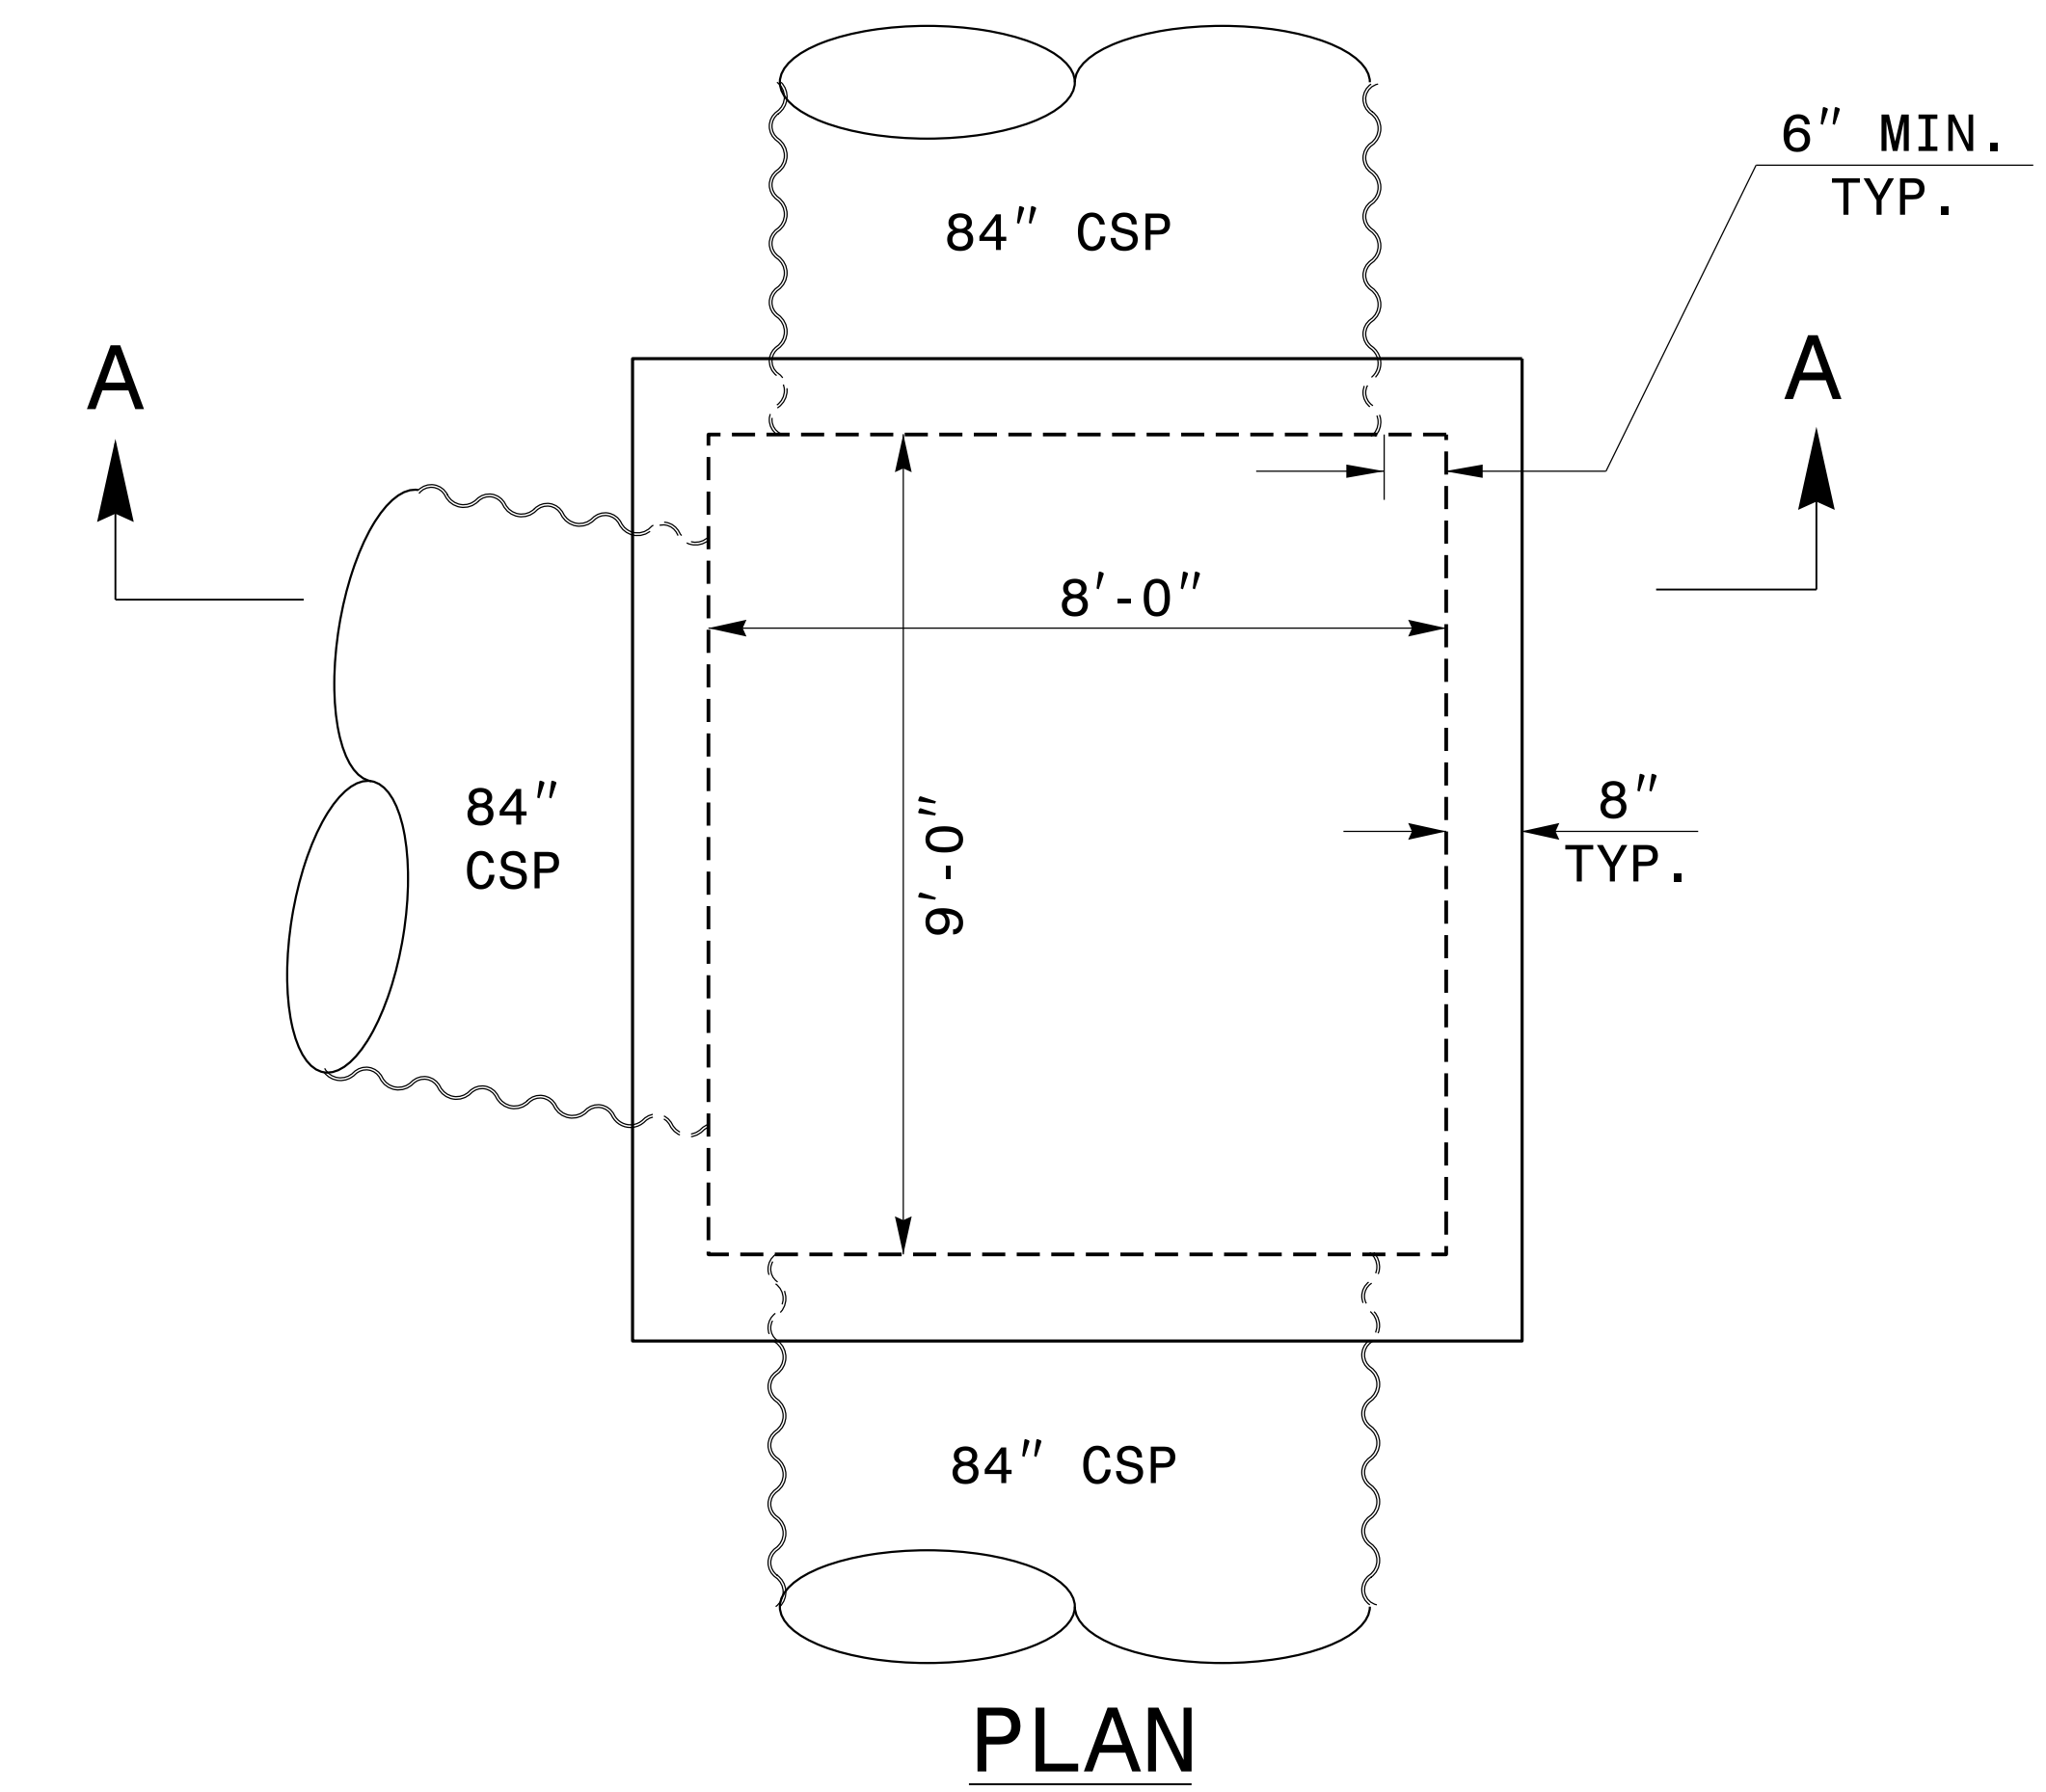 6" MIN.
TYP.
84" CSP
A
A
8'-0"
84"
CSP
9'-0"
8"
TYP.
84" CSP
PLAN